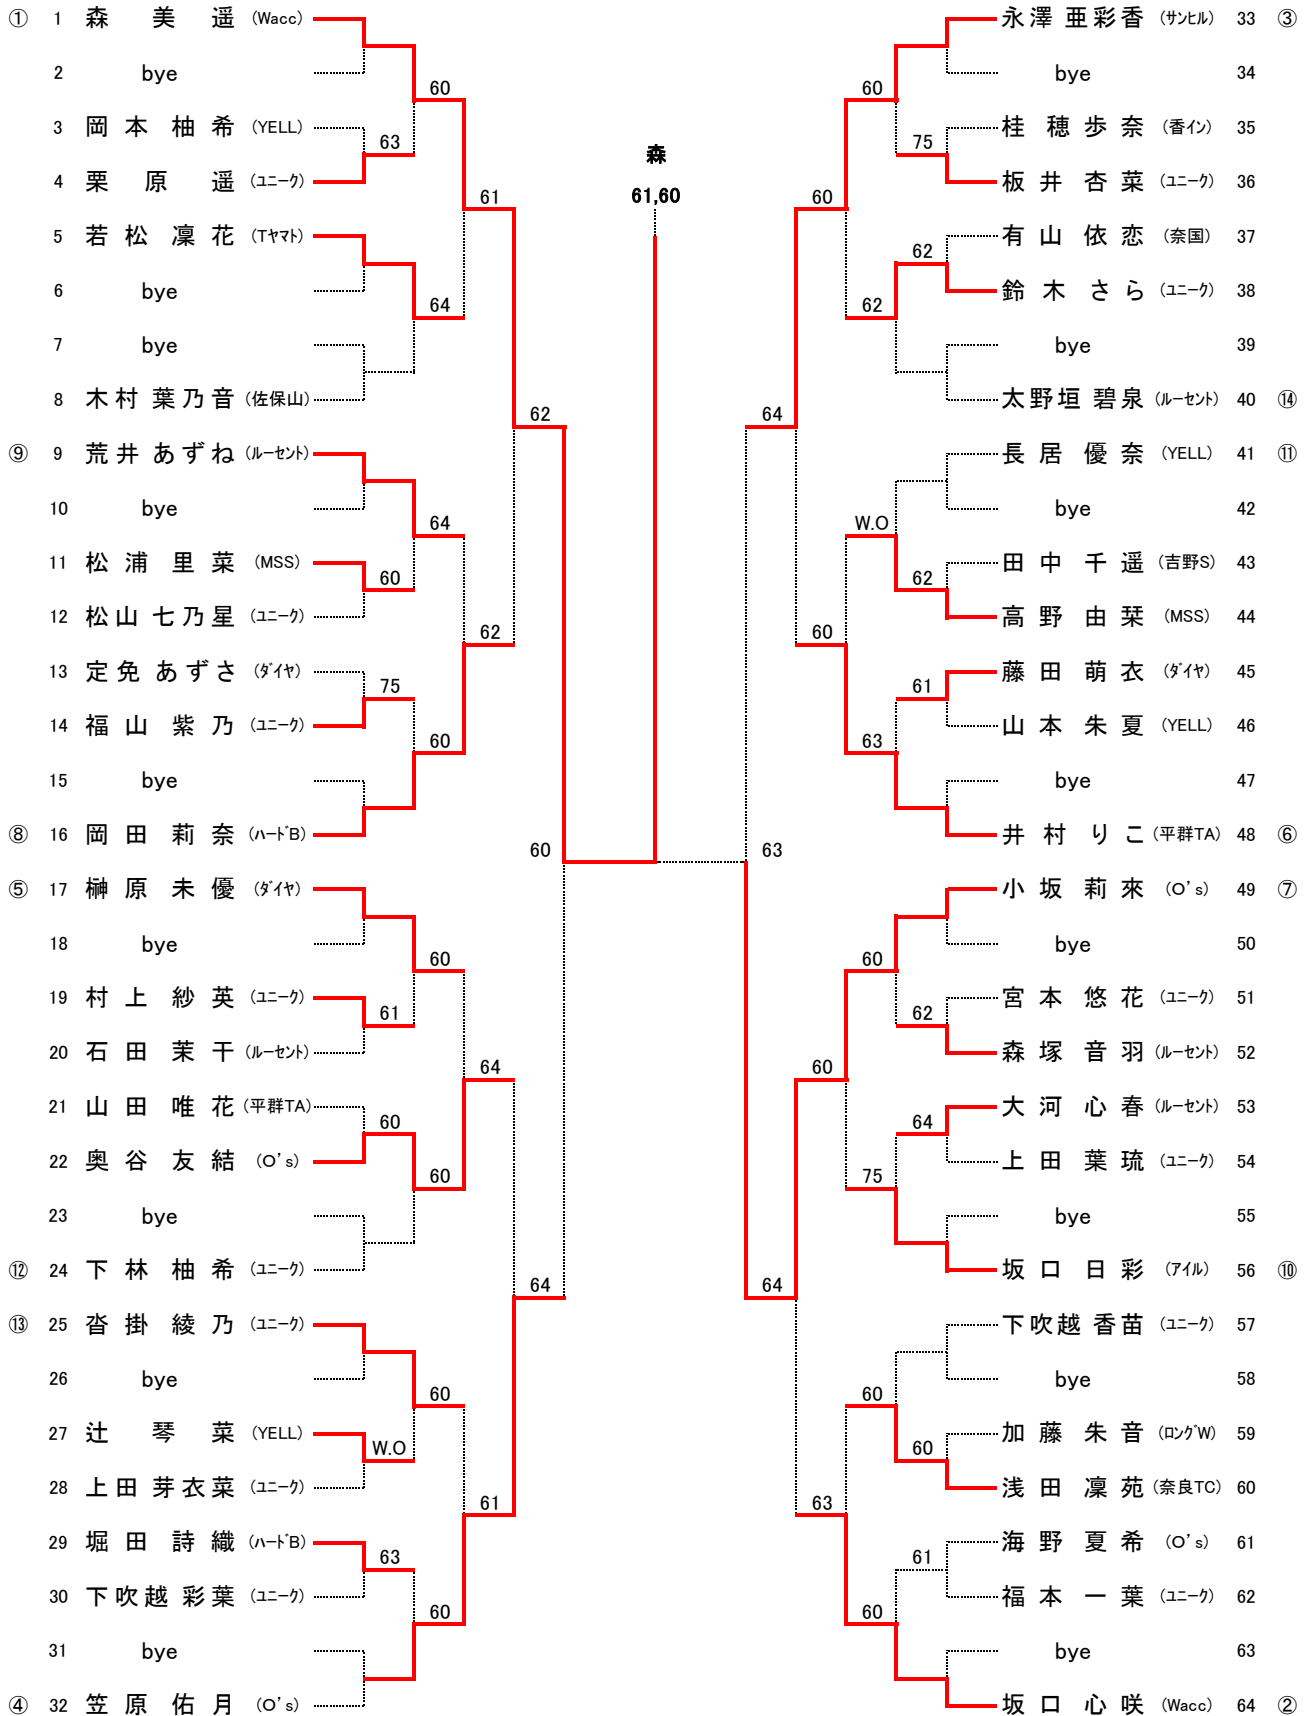 ① 1 森 美 遥 (Wacc) 永澤 亜彩香 (サンヒル) 33 ③
2 bye bye 34
60 60
3 岡 本 柚 希 (YELL) 63 75 桂 穂 歩 奈 (香イン) 35
森
4 栗 原 遥 (ユニーク) 板 井 杏 菜 (ユニーク) 36
61 61,60 60
5 若 松 凜 花 (Tヤマト) 62 有 山 依 恋 (奈国) 37
6 bye 鈴 木 さ ら (ユニーク) 38
64 62
7 bye bye 39
8 木村 葉乃音 (佐保山) 太野垣 碧泉 (ルーセント) 40 ⑭
62 64
⑨ 9 荒井 あずね (ルーセント) 長 居 優 奈 (YELL) 41 ⑪
10 bye bye 42
64 W.O
11 松 浦 里 菜 (MSS) 60 62 田 中 千 遥 (吉野S) 43
12 松山 七乃星 (ユニーク) 高 野 由 栞 (MSS) 44
62 60
13 定免 あずさ (ダイヤ) 75 61 藤 田 萌 衣 (ダイヤ) 45
14 福 山 紫 乃 (ユニーク) 山 本 朱 夏 (YELL) 46
60 63
15 bye bye 47
⑧ 16 岡 田 莉 奈 (ハードB) 井 村 り こ (平群TA) 48 ⑥
60 63
⑤ 17 榊 原 未 優 (ダイヤ) 小 坂 莉 來 (O's) 49 ⑦
18 bye bye 50
60 60
19 村 上 紗 英 (ユニーク) 61 62 宮 本 悠 花 (ユニーク) 51
20 石 田 茉 干 (ルーセント) 森 塚 音 羽 (ルーセント) 52
64 60
21 山 田 唯 花 (平群TA) 60 64 大 河 心 春 (ルーセント) 53
22 奥 谷 友 結 (O's) 上 田 葉 琉 (ユニーク) 54
60 75
23 bye bye 55
⑫ 24 下 林 柚 希 (ユニーク) 坂 口 日 彩 (アイル) 56 ⑩
64 64
⑬ 25 沓 掛 綾 乃 (ユニーク) 下吹越 香苗 (ユニーク) 57
26 bye bye 58
60 60
27 辻 琴 菜 (YELL) W.O 60 加 藤 朱 音 (ロングW) 59
28 上田 芽衣菜 (ユニーク) 浅 田 凜 苑 (奈良TC) 60
61 63
29 堀 田 詩 織 (ハードB) 63 61 海 野 夏 希 (O's) 61
30 下吹越 彩葉 (ユニーク) 福 本 一 葉 (ユニーク) 62
60 60
31 bye bye 63
④ 32 笠 原 佑 月 (O's) 坂 口 心 咲 (Wacc) 64 ②